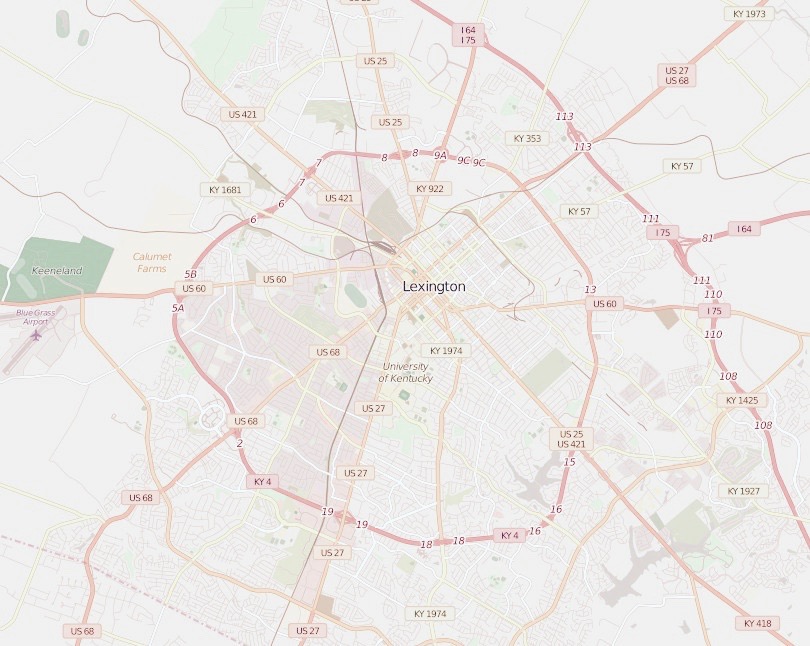 KY 1973
I 64
I 75
US 25
US 27
US 68
US 421
US 25
113
KY 353
113
8
8
9A
9C
9C
7
KY 57
7
KY 1681
KY 922
US 421
6
KY 57
6
111
I 75
81
I 64
Calumet
Farms
Keeneland
5B
US 60
111
US 60
Lexington
13
110
US 60
5A
I 75
Blue Grass
Airport
110
US 68
KY 1974
University
of Kentucky
108
KY 1425
US 27
US 68
108
US 25
US 421
2
15
US 27
KY 4
KY 1927
US 68
19
16
19
16
KY 4
18
18
US 27
KY 1974
KY 418
US 68
US 27